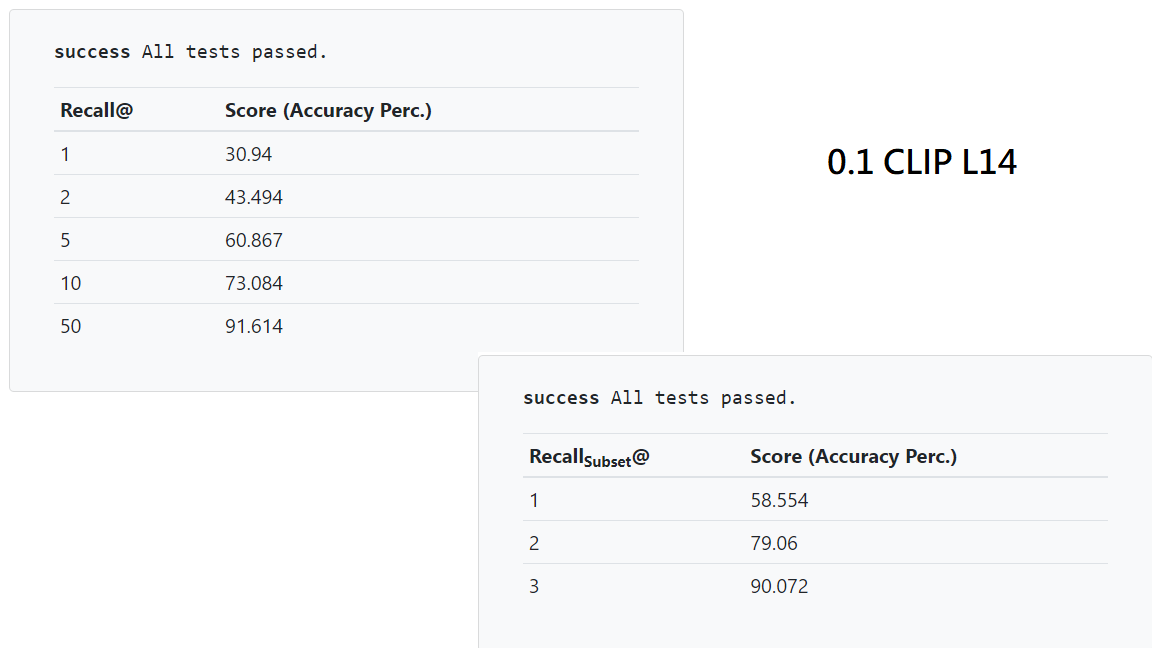 success All tests passed.
Recall@ Score (Accuracy Perc.)
1 30.94
2 43.494
5 60.867
10 73.084
50 91.614
0.1 CLIP L14
success All tests passed.
RecallSubset@ Score (Accuracy Perc.)
1 58.554
2 79.06
3 90.072